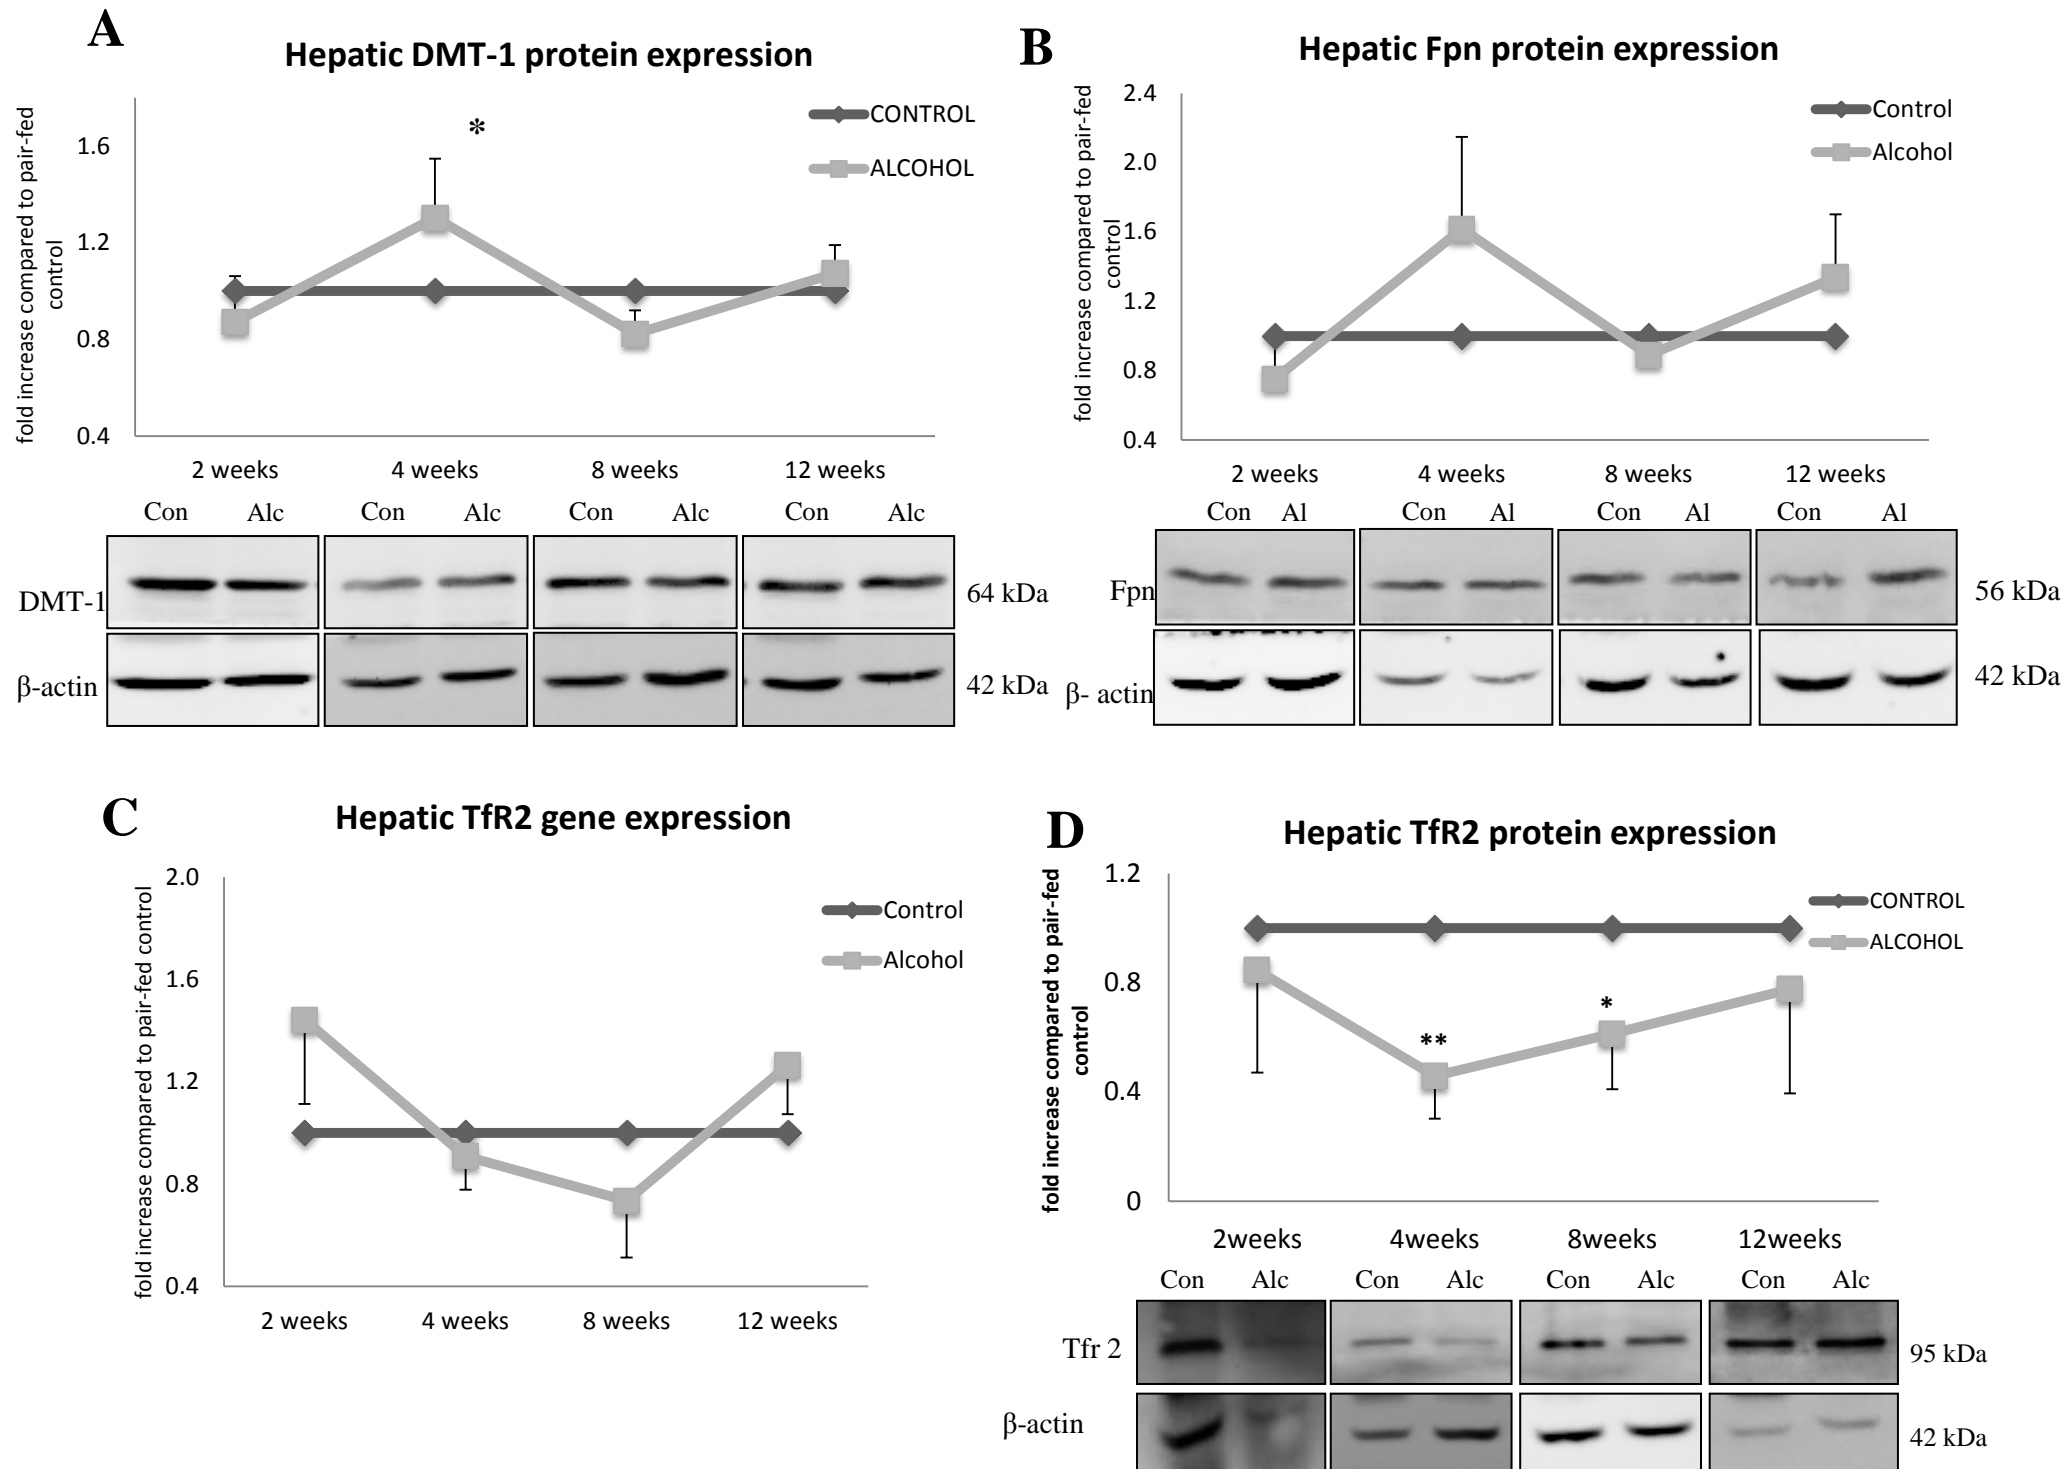 A
Hepatic DMT-1 protein expression
fold increase compared to pair-fed
control
1.6
1.2
0.8
0.4
CONTROL
ALCOHOL
*
2 weeks 4 weeks 8 weeks 12 weeks
Con Alc Con Alc Con Alc Con Alc
DMT-1 64 kDa
β-actin 42 kDa
B
Hepatic Fpn protein expression
fold increase compared to pair-fed
control
2.4
2.0
1.6
1.2
0.8
0.4
Control
Alcohol
2 weeks 4 weeks 8 weeks 12 weeks
Con Al Con Al Con Al Con Al
Fpn 56 kDa
β- actin 42 kDa
C
Hepatic TfR2 gene expression
fold increase compared to pair-fed control
2.0
1.6
1.2
0.8
0.4
Control
Alcohol
2 weeks 4 weeks 8 weeks 12 weeks
D
Hepatic TfR2 protein expression
fold increase compared to pair-fed
control
1.2
0.8
0.4
0
CONTROL
ALCOHOL
**
*
2weeks 4weeks 8weeks 12weeks
Con Alc Con Alc Con Alc Con Alc
Tfr 2 95 kDa
β-actin 42 kDa